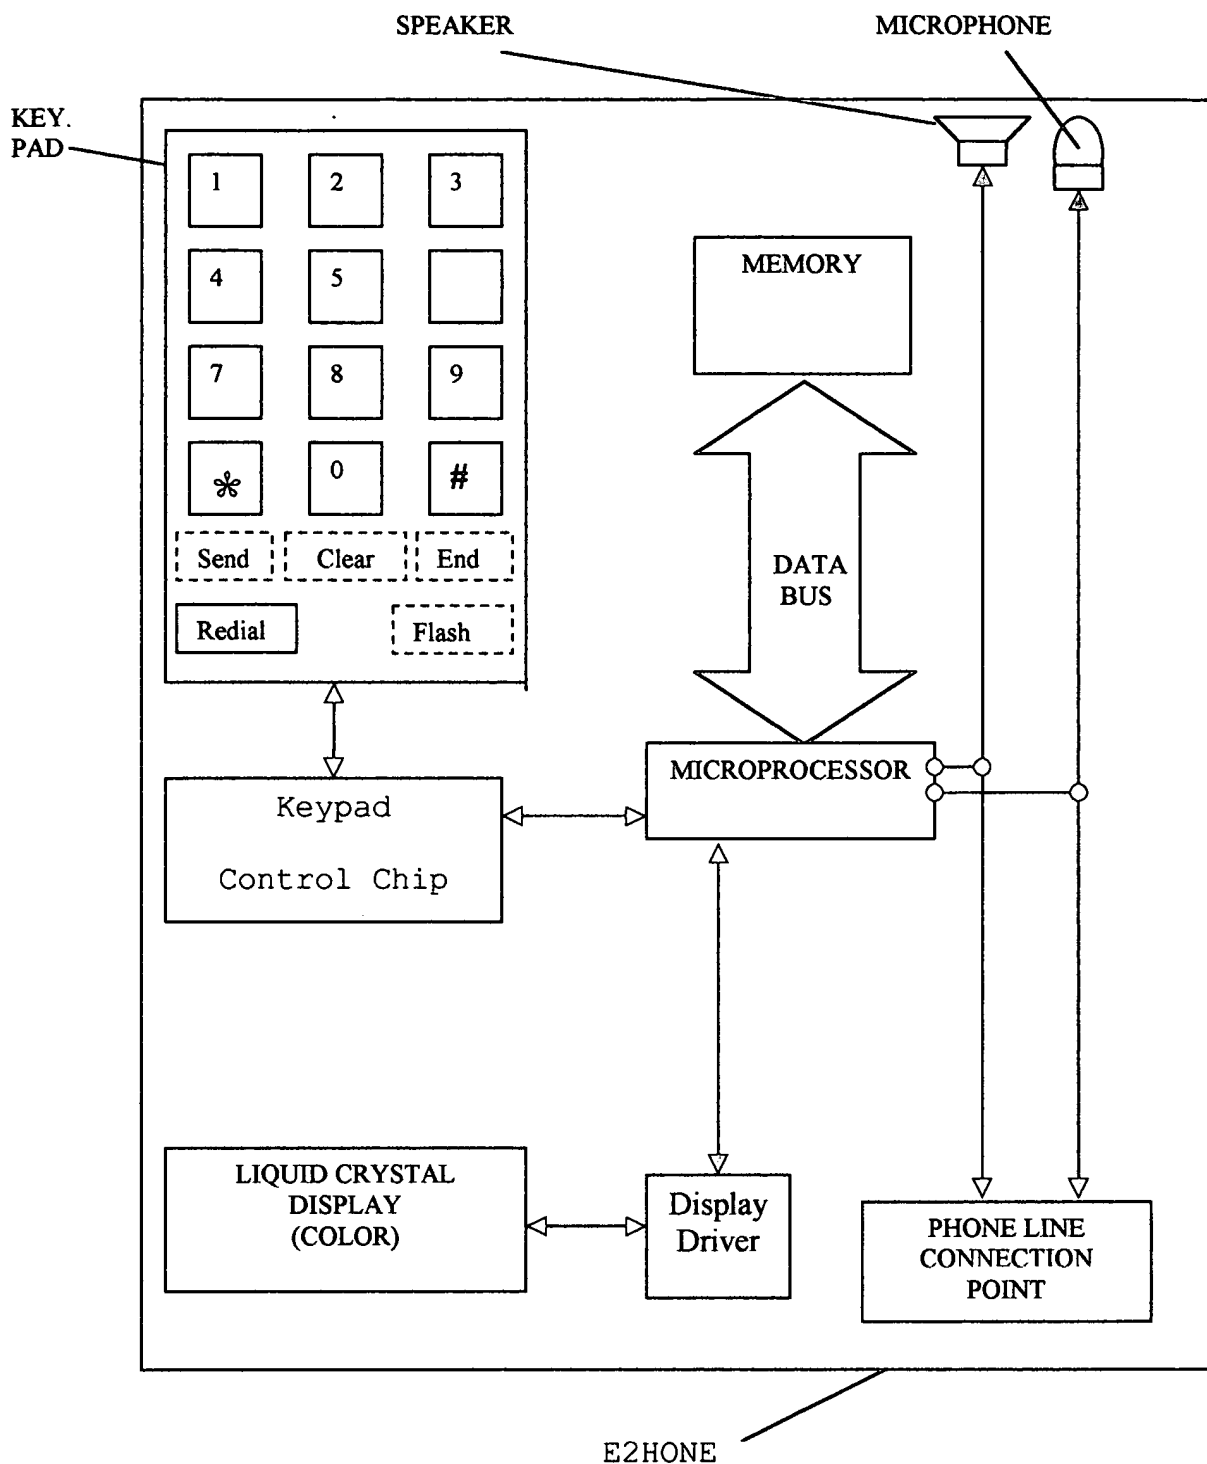 SPEAKER
MICROPHONE
KEY.
PAD
1
2
3
4
5
7
8
9
*
0
#
Send
Clear
End
Redial
Flash
MEMORY
DATA
BUS
MICROPROCESSOR
Keypad
Control Chip
LIQUID CRYSTAL
DISPLAY
(COLOR)
Display
Driver
PHONE LINE
CONNECTION
POINT
E2HONE